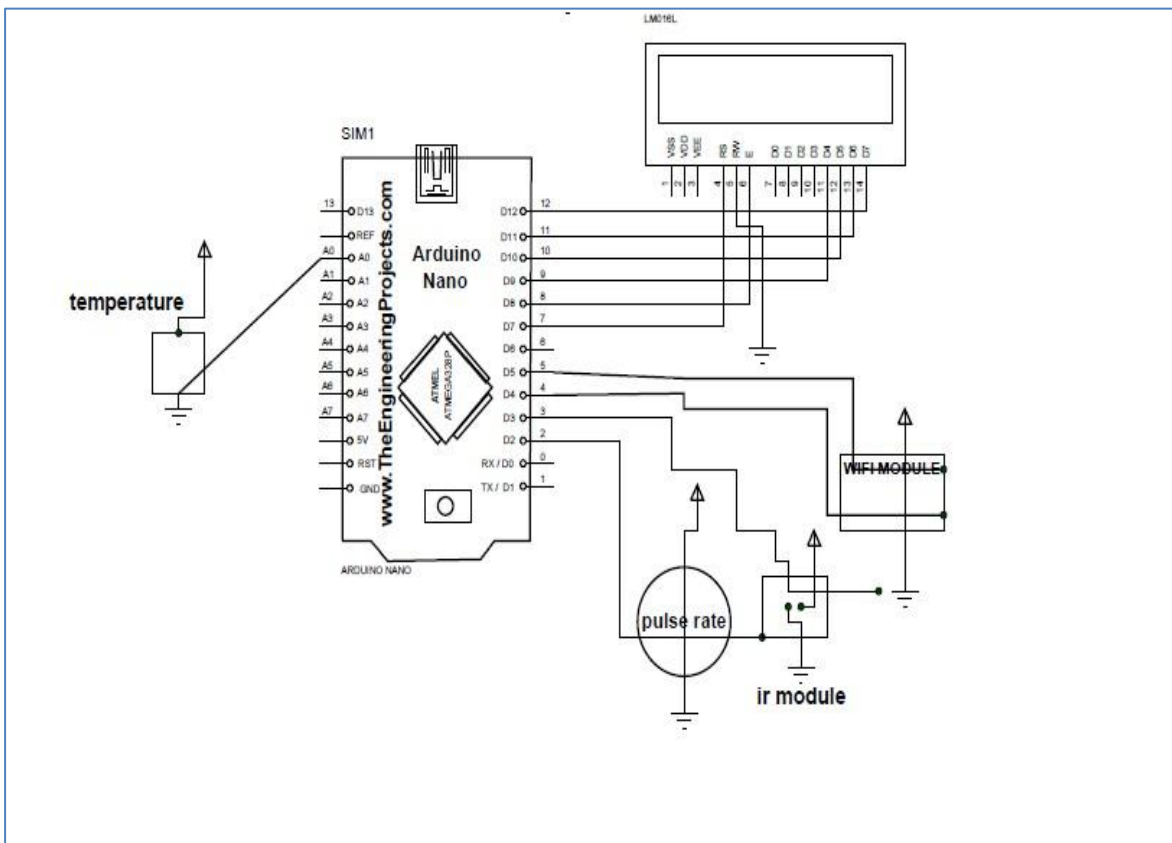 LM016L
VSS
VDD
VEE
RS
RW
E
D0
D1
D2
D3
D4
D5
D6
D7
1
2
3
4
5
6
7
8
9
10
11
12
13
14
SIM1
www.TheEngineeringProjects.com
Arduino
Nano
ATMEL
ATMEGA328P
13 D13
REF
A0 A0
A1 A1
A2 A2
A3 A3
A4 A4
A5 A5
A6 A6
A7 A7
5V
RST
GND
D12 12
D11 11
D10 10
D9 9
D8 8
D7 7
D6 6
D5 5
D4 4
D3 3
D2 2
RX / D0 0
TX / D1 1
ARDUINO NANO
temperature
WIFI MODULE
pulse rate
ir module